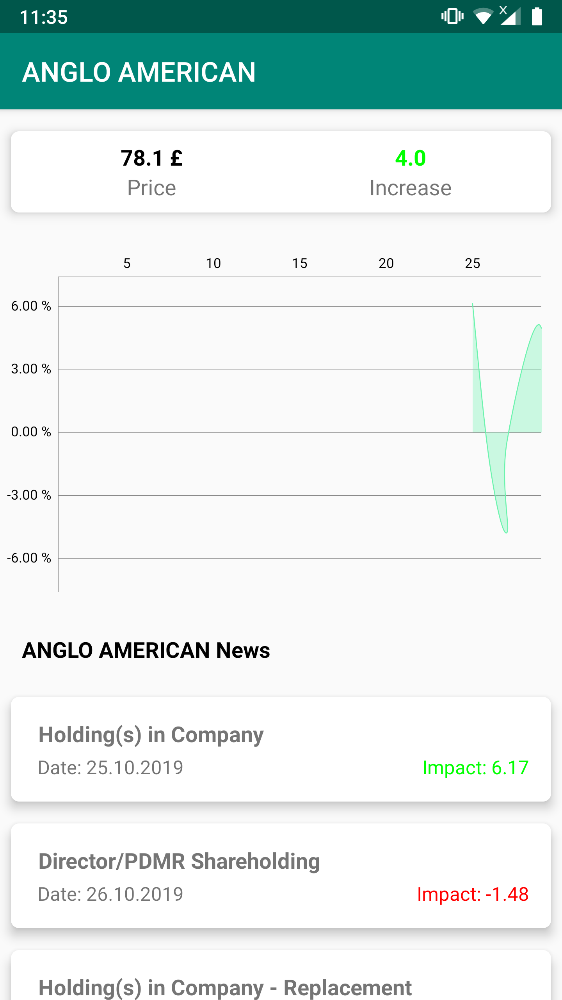 11:35
X
ANGLO AMERICAN
78.1 £ 4.0
Price Increase
5 10 15 20 25
6.00 %
3.00 %
0.00 %
-3.00 %
-6.00 %
ANGLO AMERICAN News
Holding(s) in Company
Date: 25.10.2019 Impact: 6.17
Director/PDMR Shareholding
Date: 26.10.2019 Impact: -1.48
Holding(s) in Company - Replacement